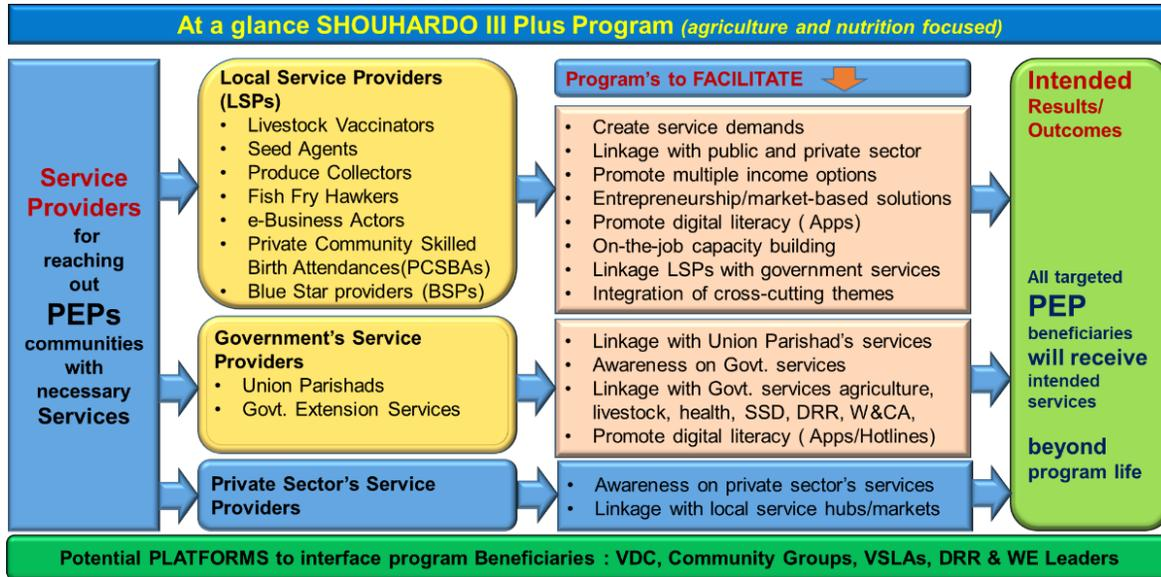 At a glance SHOUHARDO III Plus Program (agriculture and nutrition focused)
Service
Providers
for
reaching
out
PEPs
communities
with
necessary
Services
Local Service Providers
(LSPs)
• Livestock Vaccinators
• Seed Agents
• Produce Collectors
• Fish Fry Hawkers
• e-Business Actors
• Private Community Skilled
Birth Attendances(PCSBAs)
• Blue Star providers (BSPs)
Government's Service
Providers
• Union Parishads
• Govt. Extension Services
Private Sector's Service
Providers
Program's to FACILITATE
• Create service demands
• Linkage with public and private sector
• Promote multiple income options
• Entrepreneurship/market-based solutions
• Promote digital literacy ( Apps)
• On-the-job capacity building
• Linkage LSPs with government services
• Integration of cross-cutting themes
• Linkage with Union Parishad's services
• Awareness on Govt. services
• Linkage with Govt. services agriculture,
livestock, health, SSD, DRR, W&CA,
• Promote digital literacy ( Apps/Hotlines)
• Awareness on private sector's services
• Linkage with local service hubs/markets
Intended
Results/
Outcomes
All targeted
PEP
beneficiaries
will receive
intended
services
beyond
program life
Potential PLATFORMS to interface program Beneficiaries : VDC, Community Groups, VSLAs, DRR & WE Leaders